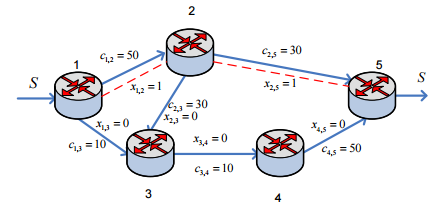 2
c1,2 = 50
c2,5 = 30
1
5
S
S
x1,2 = 1
x2,5 = 1
c2,3 = 30
x2,3 = 0
x1,3 = 0
x3,4 = 0
x4,5 = 0
c1,3 = 10
c3,4 = 10
c4,5 = 50
3
4